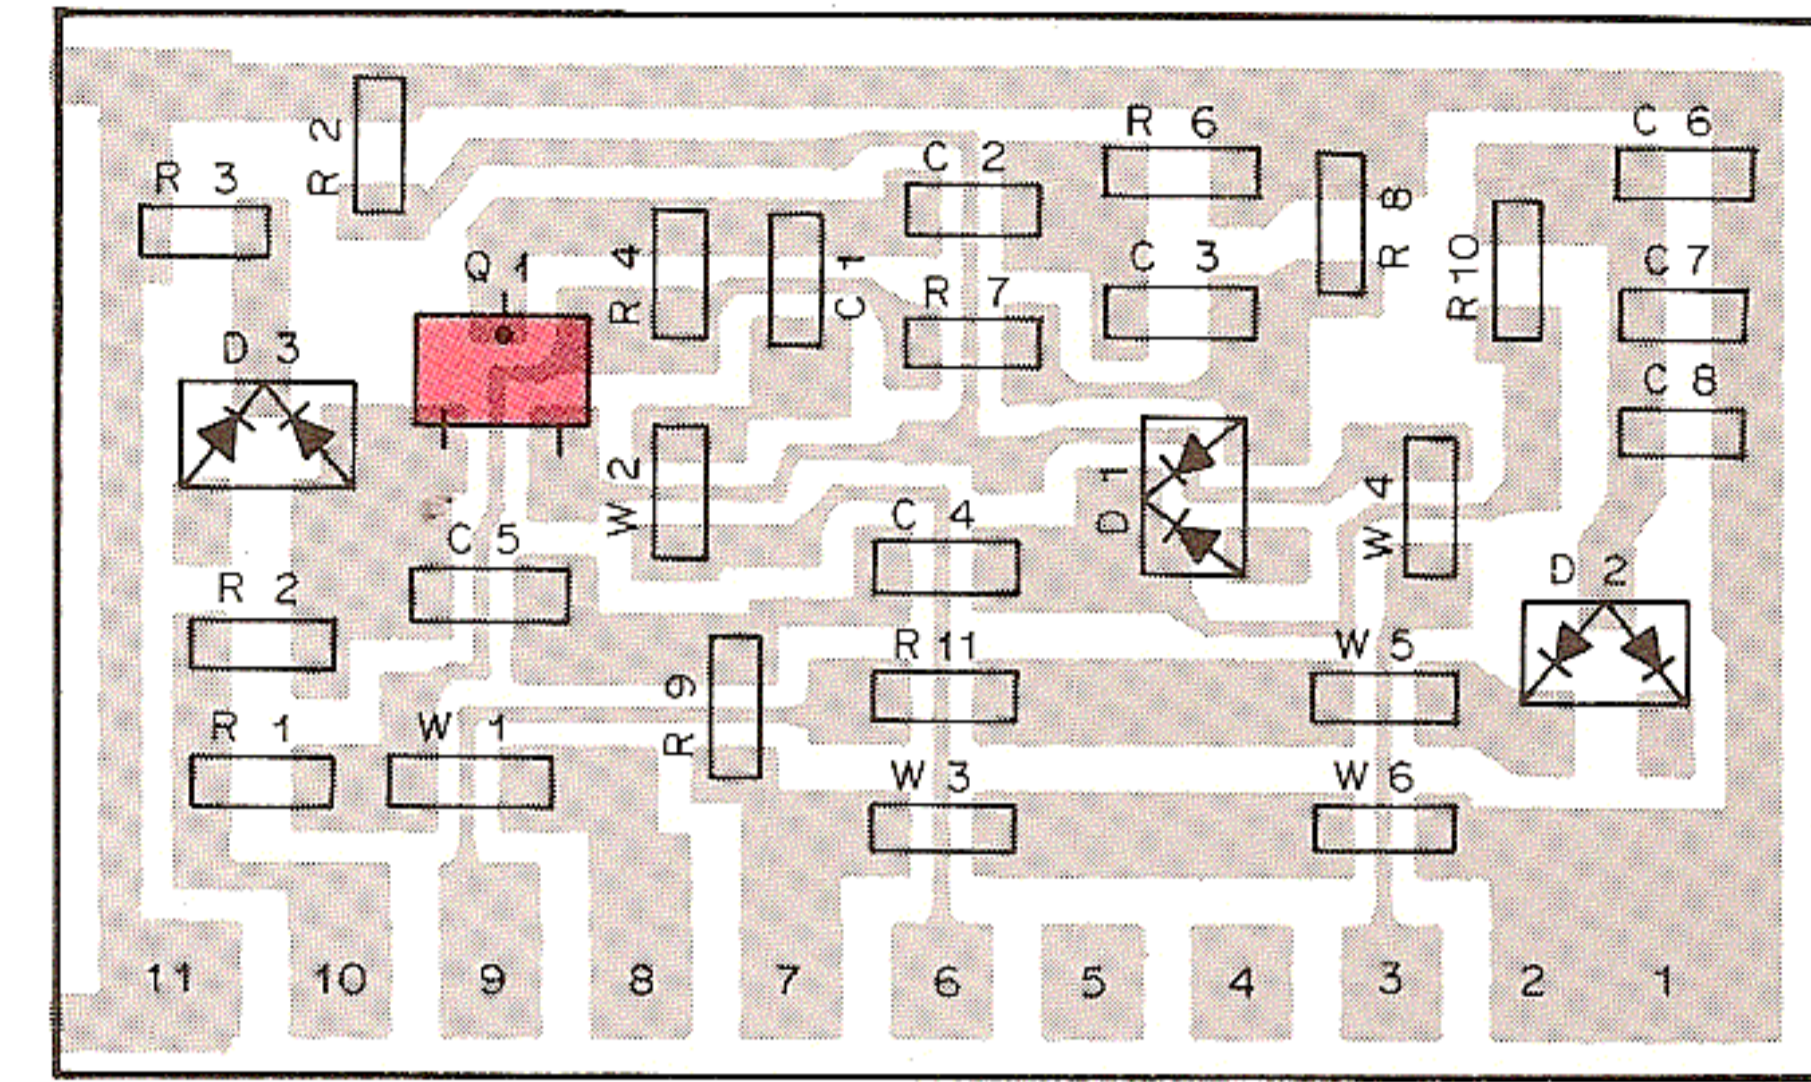 R 6
C 6
R 2
C 2
R 3
R 8
Q 1
R 4
C 1
C 3
R10
C 7
R 7
D 3
C 8
W 2
D 1
W 4
C 5
C 4
D 2
R 2
R 11
W 5
R 9
R 1
W 1
W 3
W 6
11 10 9 8 7 6 5 4 3 2 1